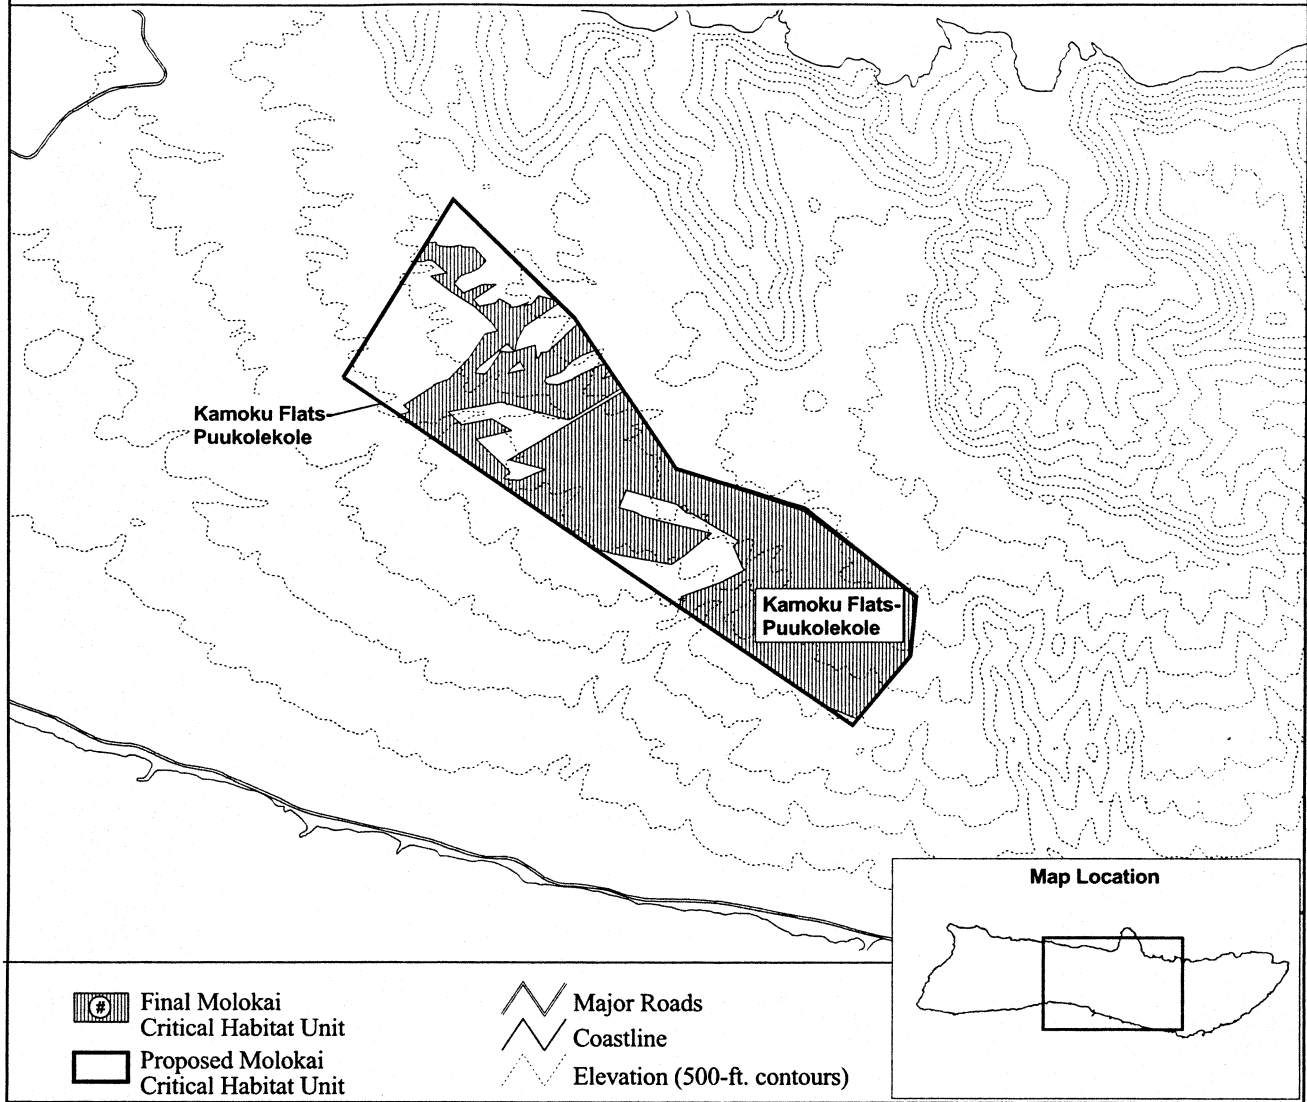 Kamoku Flats-
Puukolekole
Kamoku Flats-
Puukolekole
Map Location
#
Final Molokai
Critical Habitat Unit
Proposed Molokai
Critical Habitat Unit
Major Roads
Coastline
Elevation (500-ft. contours)